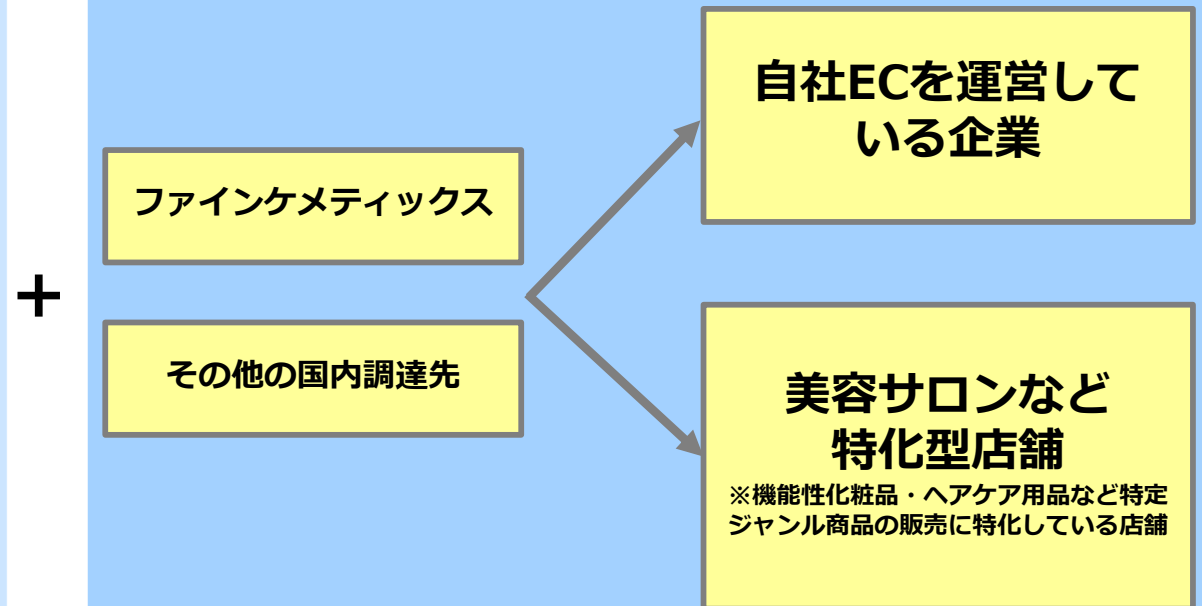 +
ファインケメティックス
その他の国内調達先
自社ECを運営して
いる企業
美容サロンなど
特化型店舗
※機能性化粧品・ヘアケア用品など特定
ジャンル商品の販売に特化している店舗